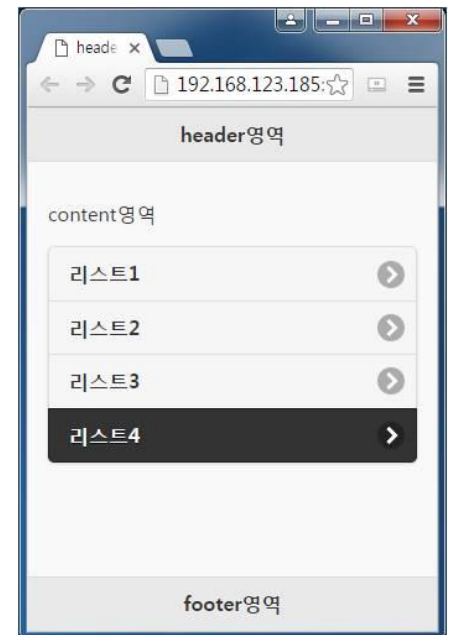 heade
192.168.123.185:
header영역
content영역
리스트1
리스트2
리스트3
리스트4
footer영역